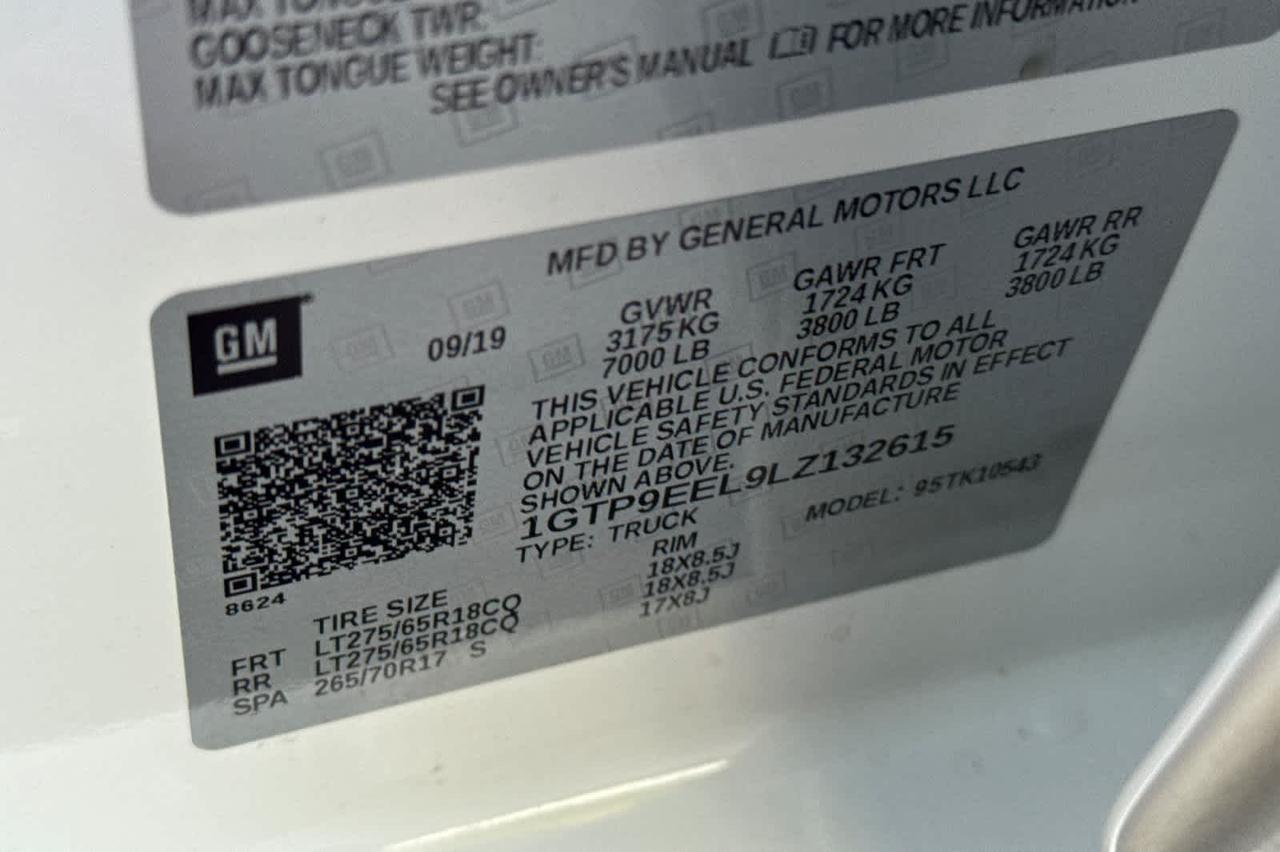 MAX TONGUE
GOOSENECK TWR:
MAX TONGUE WEIGHT:
SEE OWNER'S MANUAL FOR MORE INFORMATION
MFD BY GENERAL MOTORS LLC
GM
09/19
GVWR GAWR FRT GAWR RR
3175 KG 1724 KG 1724 KG
7000 LB 3800 LB 3800 LB
THIS VEHICLE CONFORMS TO ALL
APPLICABLE U.S. FEDERAL MOTOR
VEHICLE SAFETY STANDARDS IN EFFECT
ON THE DATE OF MANUFACTURE
SHOWN ABOVE.
1GTP9EEL9LZ132615
TYPE: TRUCK MODEL: 95TK10543
8624
TIRE SIZE RIM
FRT LT275/65R18CQ 18X8.5J
RR LT275/65R18CQ 18X8.5J
SPA 265/70R17 S 17X8J